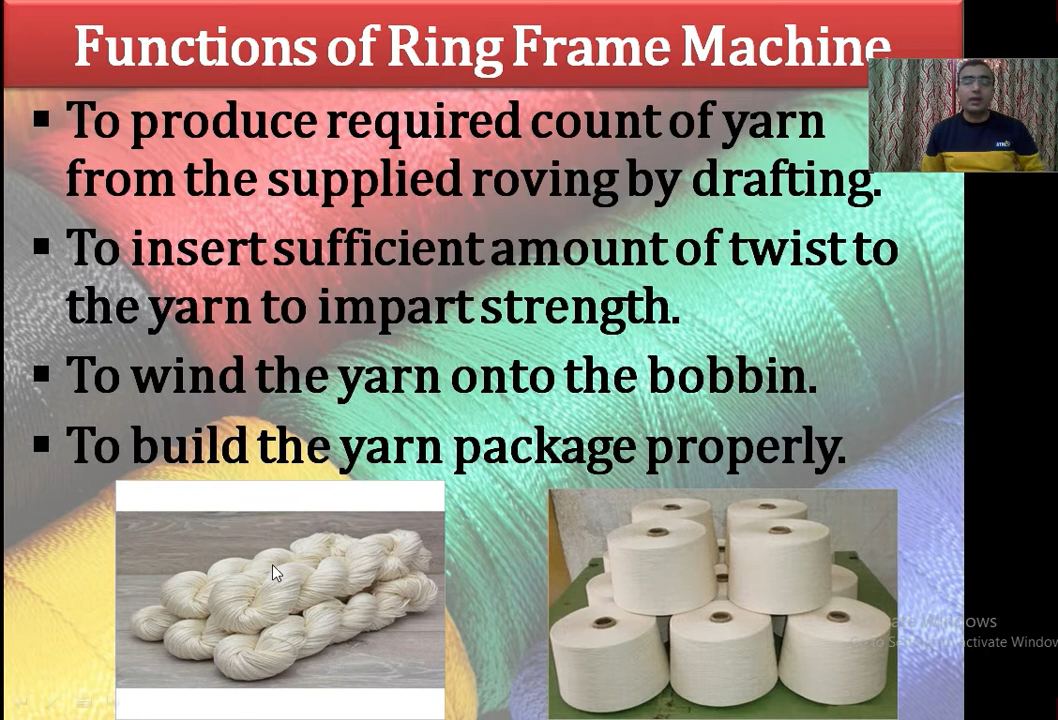 Functions of Ring Frame Machine
▪ To produce required count of yarn
from the supplied roving by drafting.
▪ To insert sufficient amount of twist to
the yarn to impart strength.
▪ To wind the yarn onto the bobbin.
▪ To build the yarn package properly.